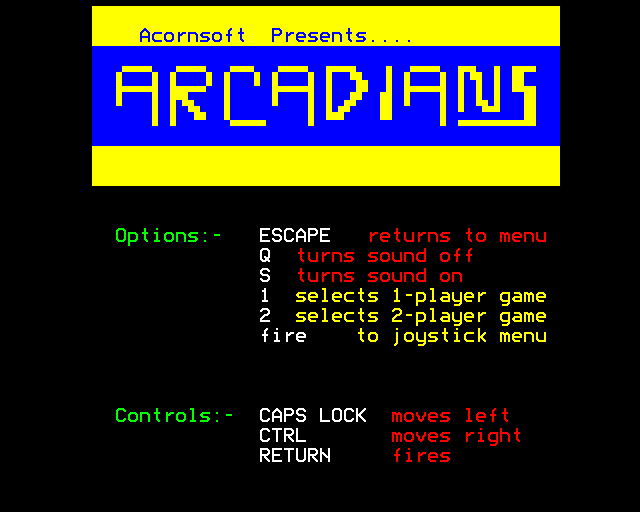 Acornsoft Presents....
ARCADIANS
Options:- ESCAPE returns to menu
Q turns sound off
S turns sound on
1 selects 1-player game
2 selects 2-player game
fire to joystick menu
Controls:- CAPS LOCK moves left
CTRL moves right
RETURN fires